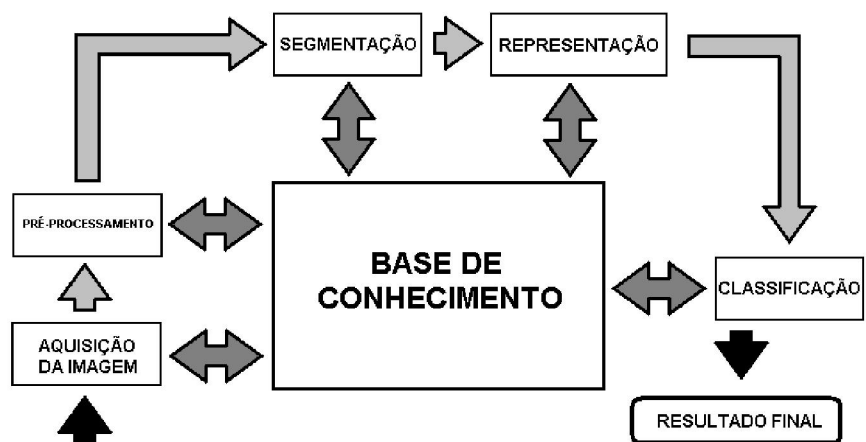 SEGMENTAÇÃO
REPRESENTAÇÃO
PRÉ-PROCESSAMENTO
BASE DE
CONHECIMENTO
CLASSIFICAÇÃO
AQUISIÇÃO
DA IMAGEM
RESULTADO FINAL